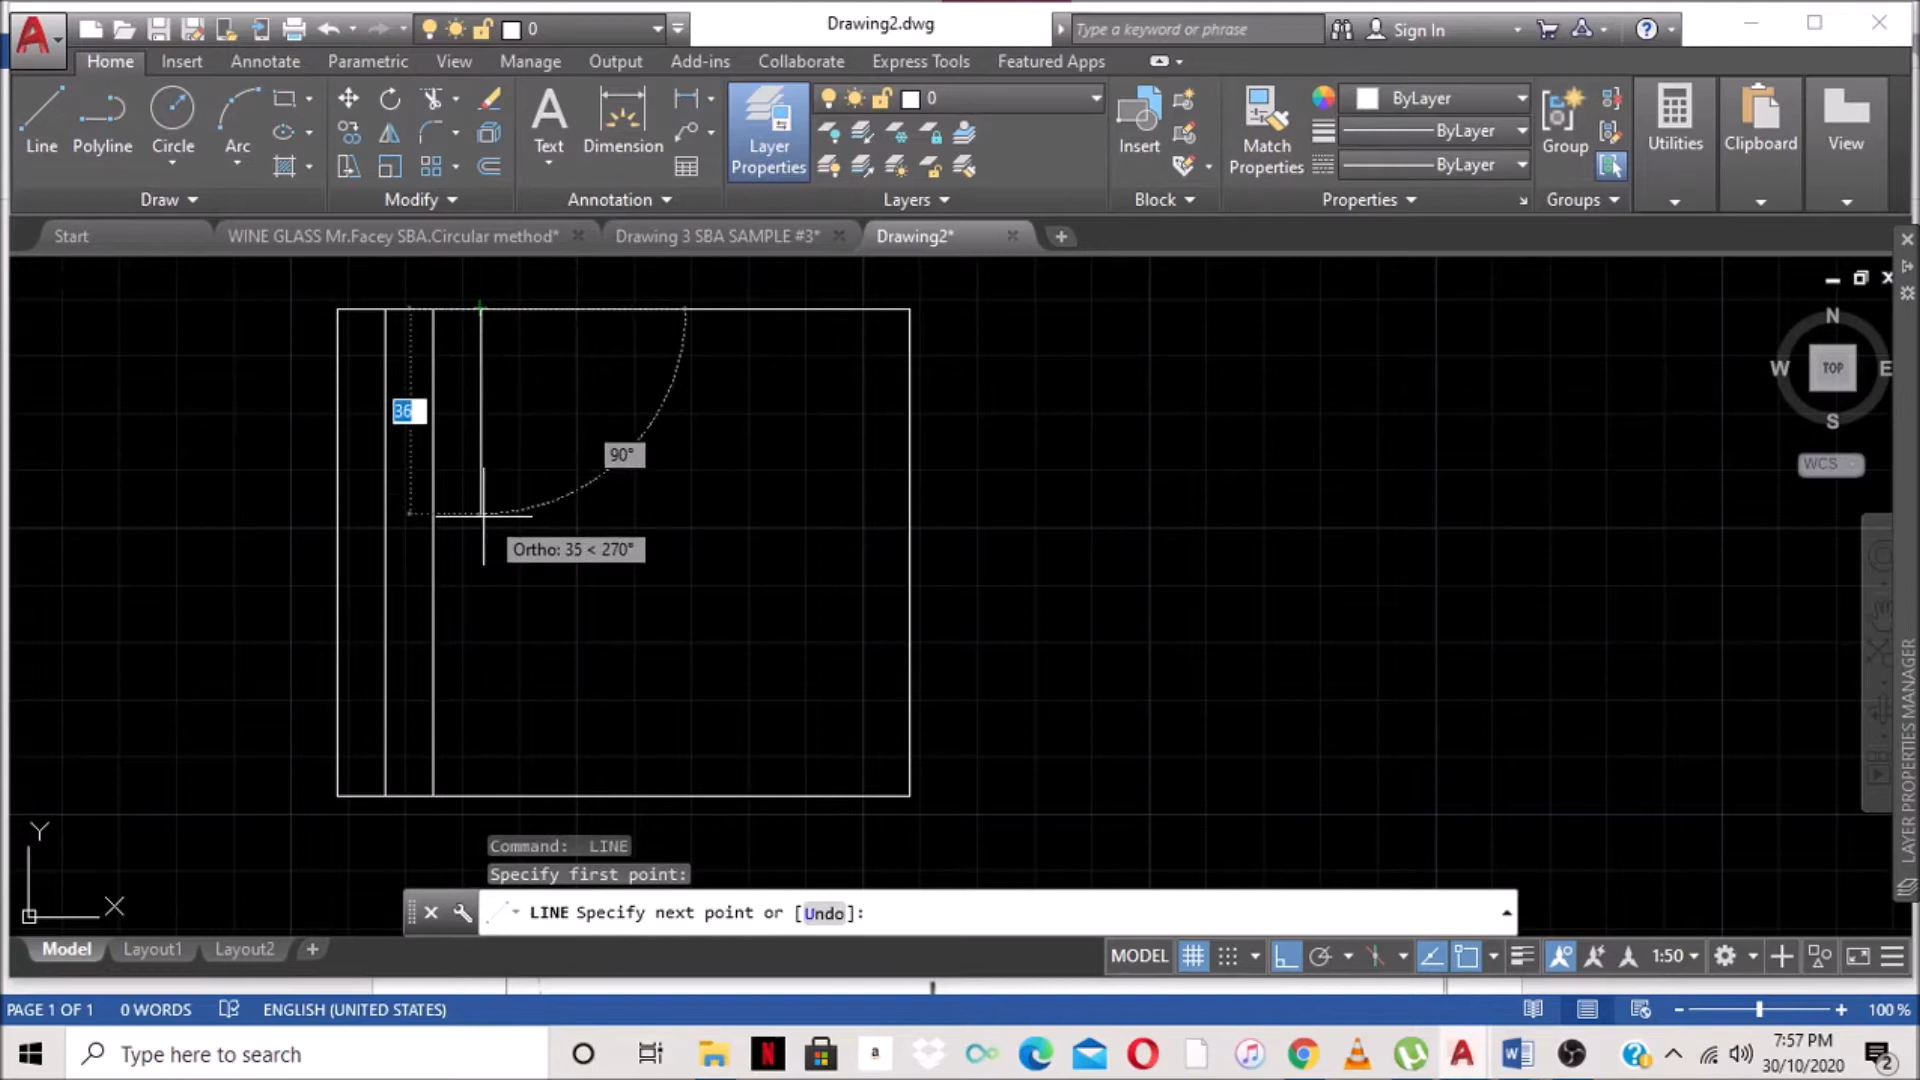 0
Drawing2.dwg
Type a keyword or phrase
Sign In
Home Insert Annotate Parametric View Manage Output Add-ins Collaborate Express Tools Featured Apps
Line Polyline Circle Arc
Text Dimension
Layer Properties
0
Insert
Match Properties
ByLayer
ByLayer
ByLayer
Group
Utilities
Clipboard
View
Draw Modify Annotation Layers Block Properties Groups
Start WINE GLASS Mr.Facey SBA.Circular method* Drawing 3 SBA SAMPLE #3* Drawing2*
N
W TOP E
S
WCS
36
90°
Ortho: 35 < 270°
LAYER PROPERTIES MANAGER
Y
X
Command: LINE
Specify first point:
LINE Specify next point or [Undo]:
Model Layout1 Layout2 +
MODEL 1:50
PAGE 1 OF 1 0 WORDS ENGLISH (UNITED STATES) 100 %
Type here to search
7:57 PM
30/10/2020
2